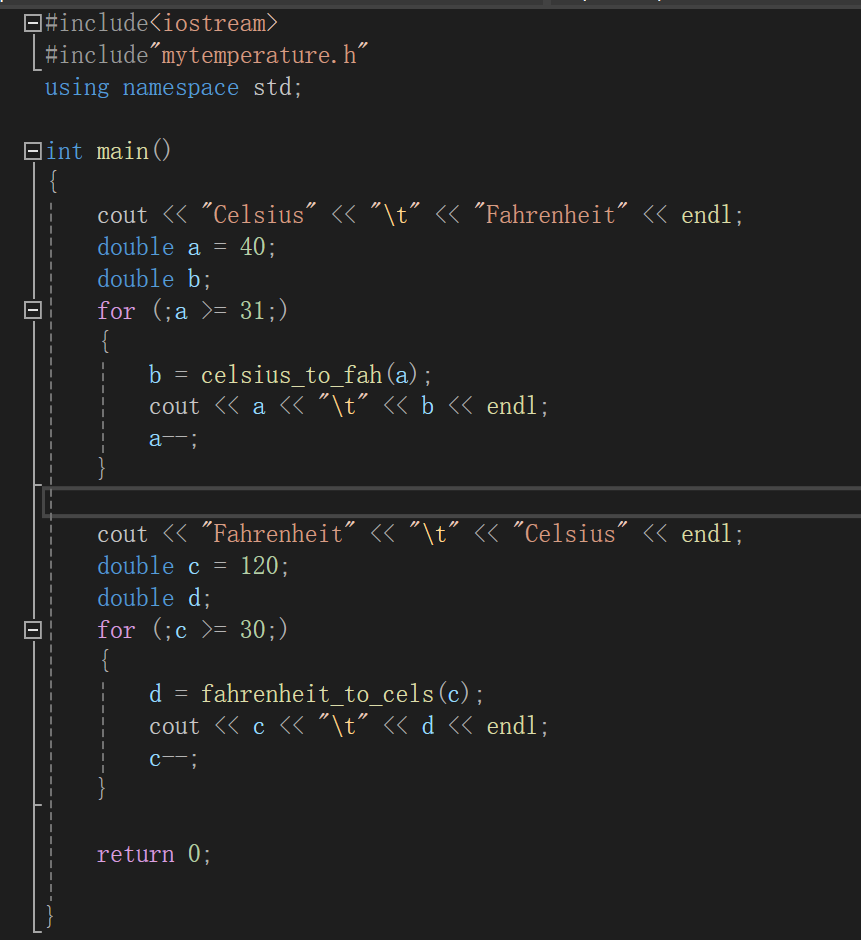 #include<iostream>
#include"mytemperature.h"
using namespace std;
int main()
{
cout << "Celsius" << "\t" << "Fahrenheit" << endl;
double a = 40;
double b;
for (;a >= 31;)
{
b = celsius_to_fah(a);
cout << a << "\t" << b << endl;
a--;
}
cout << "Fahrenheit" << "\t" << "Celsius" << endl;
double c = 120;
double d;
for (;c >= 30;)
{
d = fahrenheit_to_cels(c);
cout << c << "\t" << d << endl;
c--;
}
return 0;
}